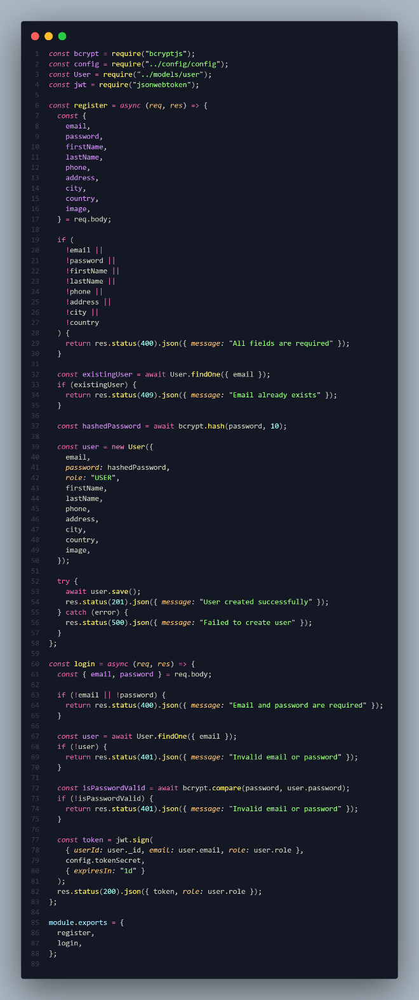 1 const bcrypt = require("bcryptjs");
2 const config = require("../config/config");
3 const User = require("../models/user");
4 const jwt = require("jsonwebtoken");
5
6 const register = async (req, res) => {
7   const {
8     email,
9     password,
10     firstName,
11     lastName,
12     phone,
13     address,
14     city,
15     country,
16     image,
17   } = req.body;
18
19   if (
20     !email ||
21     !password ||
22     !firstName ||
23     !lastName ||
24     !phone ||
25     !address ||
26     !city ||
27     !country
28   ) {
29     return res.status(400).json({ message: "All fields are required" });
30   }
31
32   const existingUser = await User.findOne({ email });
33   if (existingUser) {
34     return res.status(409).json({ message: "Email already exists" });
35   }
36
37   const hashedPassword = await bcrypt.hash(password, 10);
38
39   const user = new User({
40     email,
41     password: hashedPassword,
42     role: "USER",
43     firstName,
44     lastName,
45     phone,
46     address,
47     city,
48     country,
49     image,
50   });
51
52   try {
53     await user.save();
54     res.status(201).json({ message: "User created successfully" });
55   } catch (error) {
56     res.status(500).json({ message: "Failed to create user" });
57   }
58 };
59
60 const login = async (req, res) => {
61   const { email, password } = req.body;
62
63   if (!email || !password) {
64     return res.status(400).json({ message: "Email and password are required" });
65   }
66
67   const user = await User.findOne({ email });
68   if (!user) {
69     return res.status(401).json({ message: "Invalid email or password" });
70   }
71
72   const isPasswordValid = await bcrypt.compare(password, user.password);
73   if (!isPasswordValid) {
74     return res.status(401).json({ message: "Invalid email or password" });
75   }
76
77   const token = jwt.sign(
78     { userId: user._id, email: user.email, role: user.role },
79     config.tokenSecret,
80     { expiresIn: "1d" }
81   );
82   res.status(200).json({ token, role: user.role });
83 };
84
85 module.exports = {
86   register,
87   login,
88 };
89